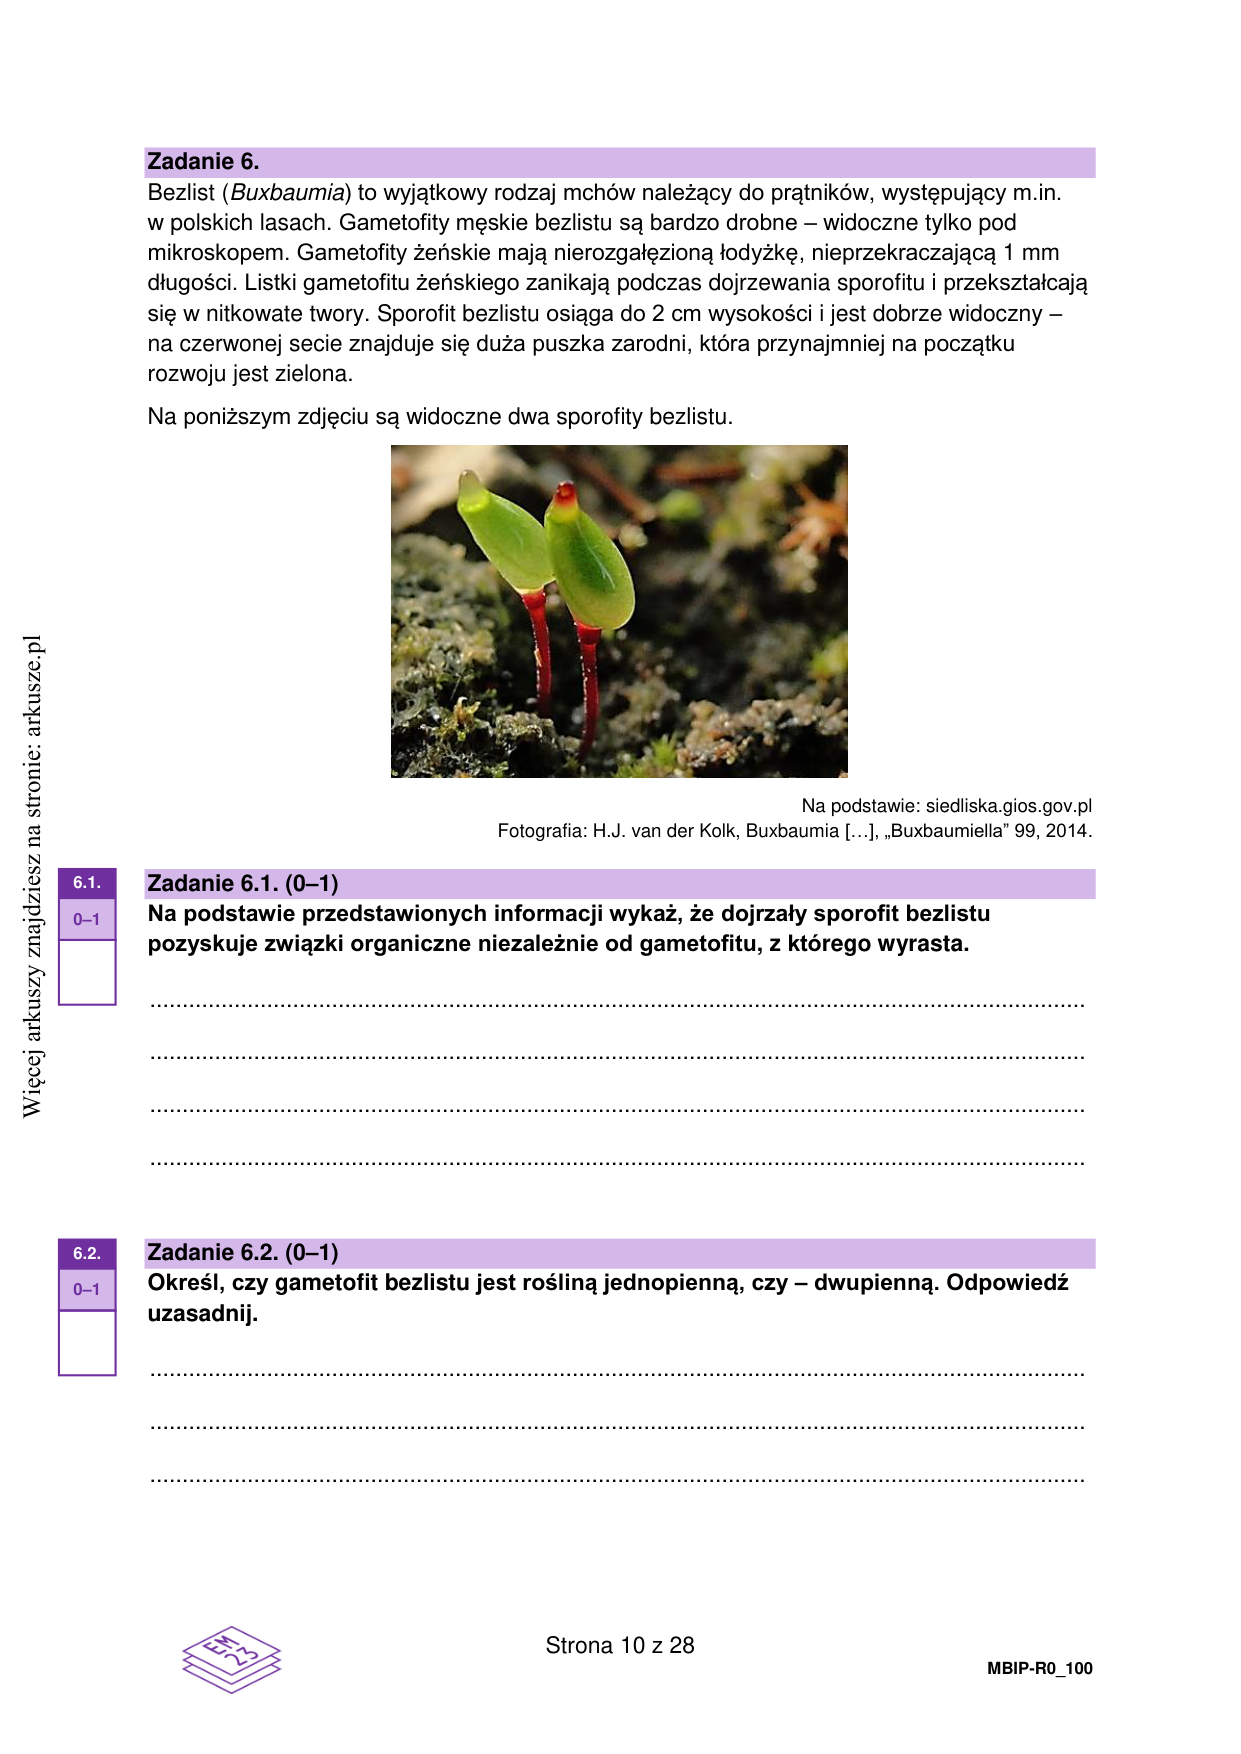 Zadanie 6.
Bezlist (Buxbaumia) to wyjątkowy rodzaj mchów należący do prątników, występujący m.in.
w polskich lasach. Gametofity męskie bezlistu są bardzo drobne – widoczne tylko pod
mikroskopem. Gametofity żeńskie mają nierozgałęzioną łodyżkę, nieprzekraczającą 1 mm
długości. Listki gametofitu żeńskiego zanikają podczas dojrzewania sporofitu i przekształcają
się w nitkowate twory. Sporofit bezlistu osiąga do 2 cm wysokości i jest dobrze widoczny –
na czerwonej secie znajduje się duża puszka zarodni, która przynajmniej na początku
rozwoju jest zielona.
Na poniższym zdjęciu są widoczne dwa sporofity bezlistu.
Na podstawie: siedliska.gios.gov.pl
Fotografia: H.J. van der Kolk, Buxbaumia […], „Buxbaumiella” 99, 2014.
6.1.
0–1
Zadanie 6.1. (0–1)
Na podstawie przedstawionych informacji wykaż, że dojrzały sporofit bezlistu
pozyskuje związki organiczne niezależnie od gametofitu, z którego wyrasta.
6.2.
0–1
Zadanie 6.2. (0–1)
Określ, czy gametofit bezlistu jest rośliną jednopienną, czy – dwupienną. Odpowiedź
uzasadnij.
Więcej arkuszy znajdziesz na stronie: arkusze.pl
EM
23
Strona 10 z 28
MBIP-R0_100